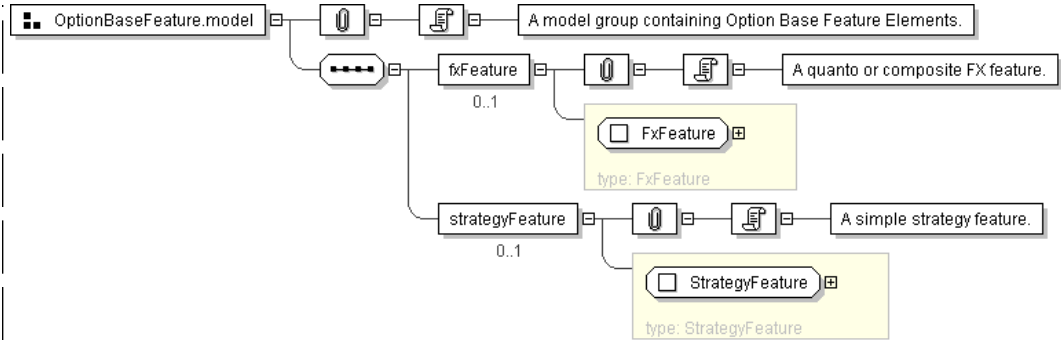 OptionBaseFeature.model
A model group containing Option Base Feature Elements.
fxFeature
A quanto or composite FX feature.
0..1
FxFeature
type: FxFeature
strategyFeature
A simple strategy feature.
0..1
StrategyFeature
type: StrategyFeature